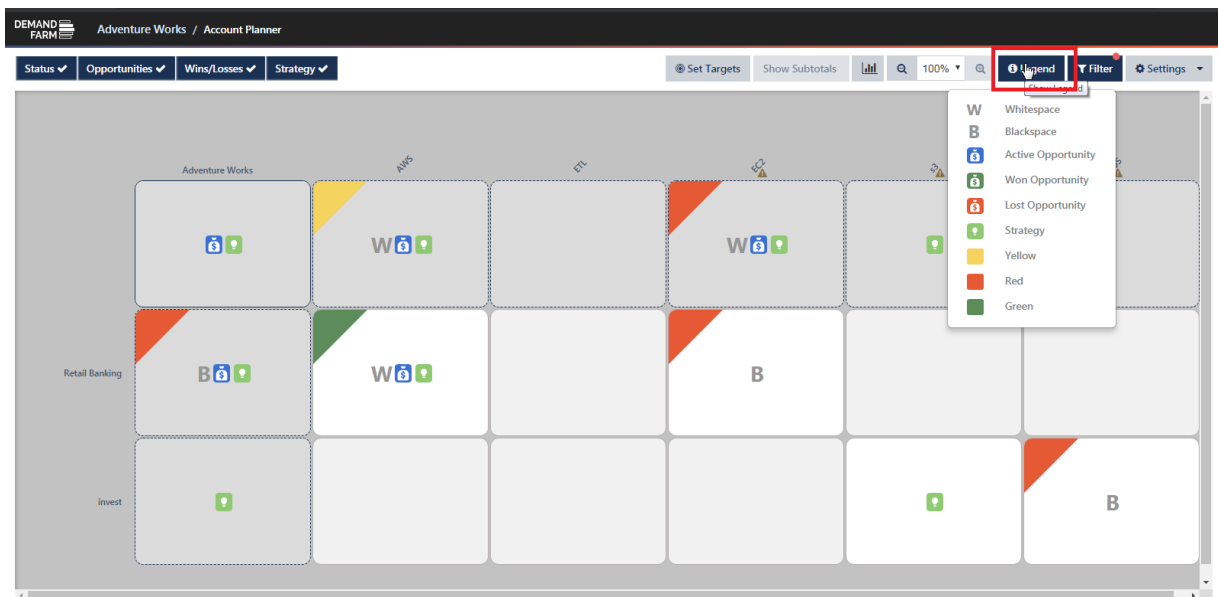 DEMAND
FARM
Adventure Works / Account Planner
Status Opportunities Wins/Losses Strategy
Set Targets Show Subtotals 100% Legend Filter Settings
Show Legend
W Whitespace
B Blackspace
Active Opportunity
Won Opportunity
Lost Opportunity
Strategy
Yellow
Red
Green
Adventure Works AWS ETL EC2
W W
Retail Banking B W B
invest B